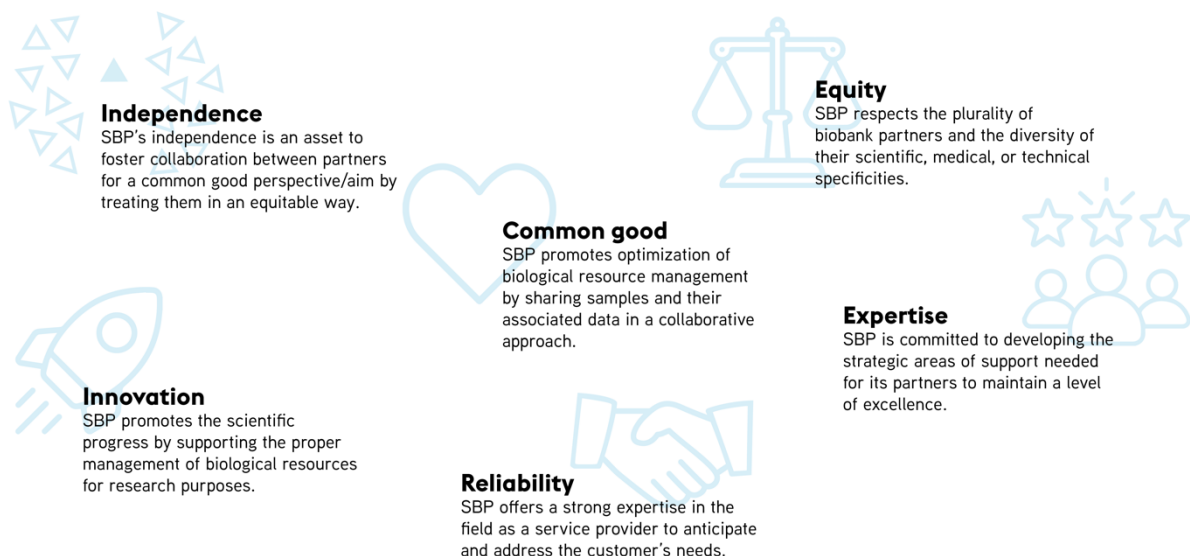 Independence
SBP's independence is an asset to
foster collaboration between partners
for a common good perspective/aim by
treating them in an equitable way.
Equity
SBP respects the plurality of
biobank partners and the diversity of
their scientific, medical, or technical
specificities.
Common good
SBP promotes optimization of
biological resource management
by sharing samples and their
associated data in a collaborative
approach.
Expertise
SBP is committed to developing the
strategic areas of support needed
for its partners to maintain a level
of excellence.
Innovation
SBP promotes the scientific
progress by supporting the proper
management of biological resources
for research purposes.
Reliability
SBP offers a strong expertise in the
field as a service provider to anticipate
and address the customer's needs.